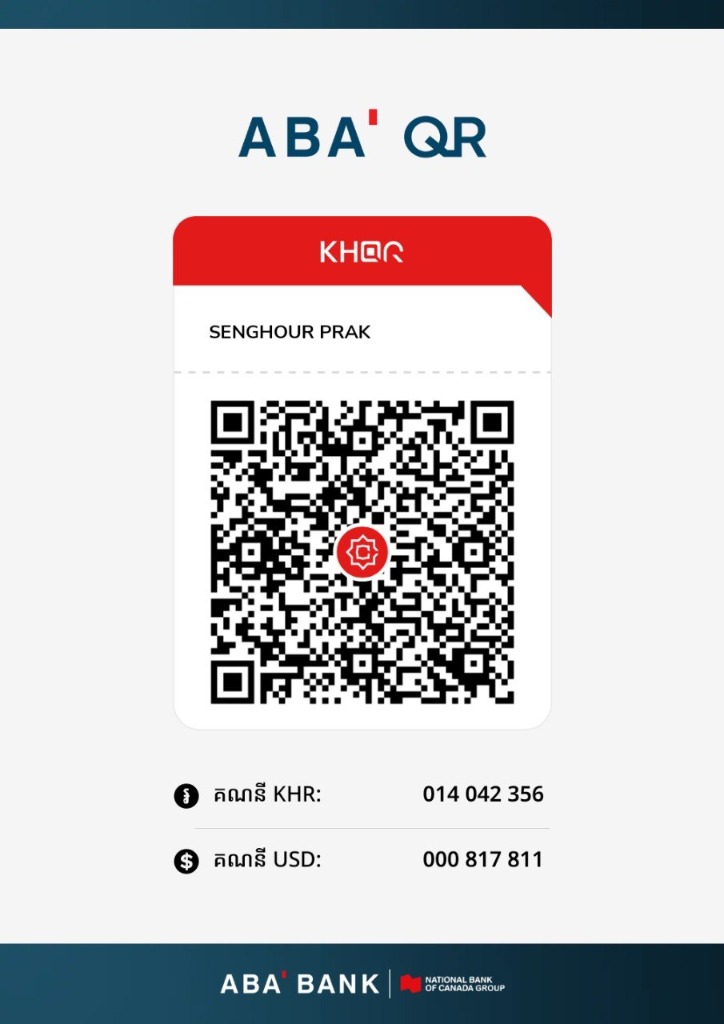 ABA' QR
KHQR
SENGHOUR PRAK
គណនី KHR: 014 042 356
គណនី USD: 000 817 811
ABA' BANK | NATIONAL BANK
OF CANADA GROUP